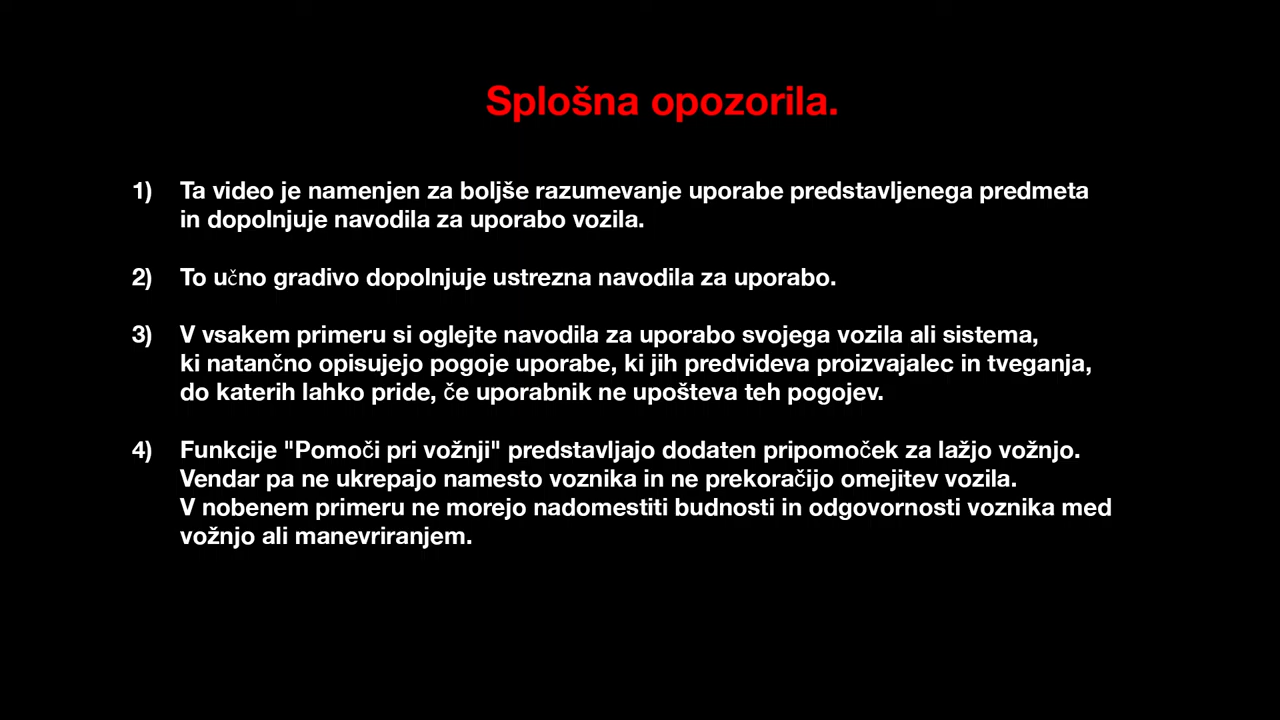 Splošna opozorila.
1) Ta video je namenjen za boljše razumevanje uporabe predstavljenega predmeta
in dopolnjuje navodila za uporabo vozila.
2) To učno gradivo dopolnjuje ustrezna navodila za uporabo.
3) V vsakem primeru si oglejte navodila za uporabo svojega vozila ali sistema,
ki natančno opisujejo pogoje uporabe, ki jih predvideva proizvajalec in tveganja,
do katerih lahko pride, če uporabnik ne upošteva teh pogojev.
4) Funkcije "Pomoči pri vožnji" predstavljajo dodaten pripomoček za lažjo vožnjo.
Vendar pa ne ukrepajo namesto voznika in ne prekoračijo omejitev vozila.
V nobenem primeru ne morejo nadomestiti budnosti in odgovornosti voznika med
vožnjo ali manevriranjem.